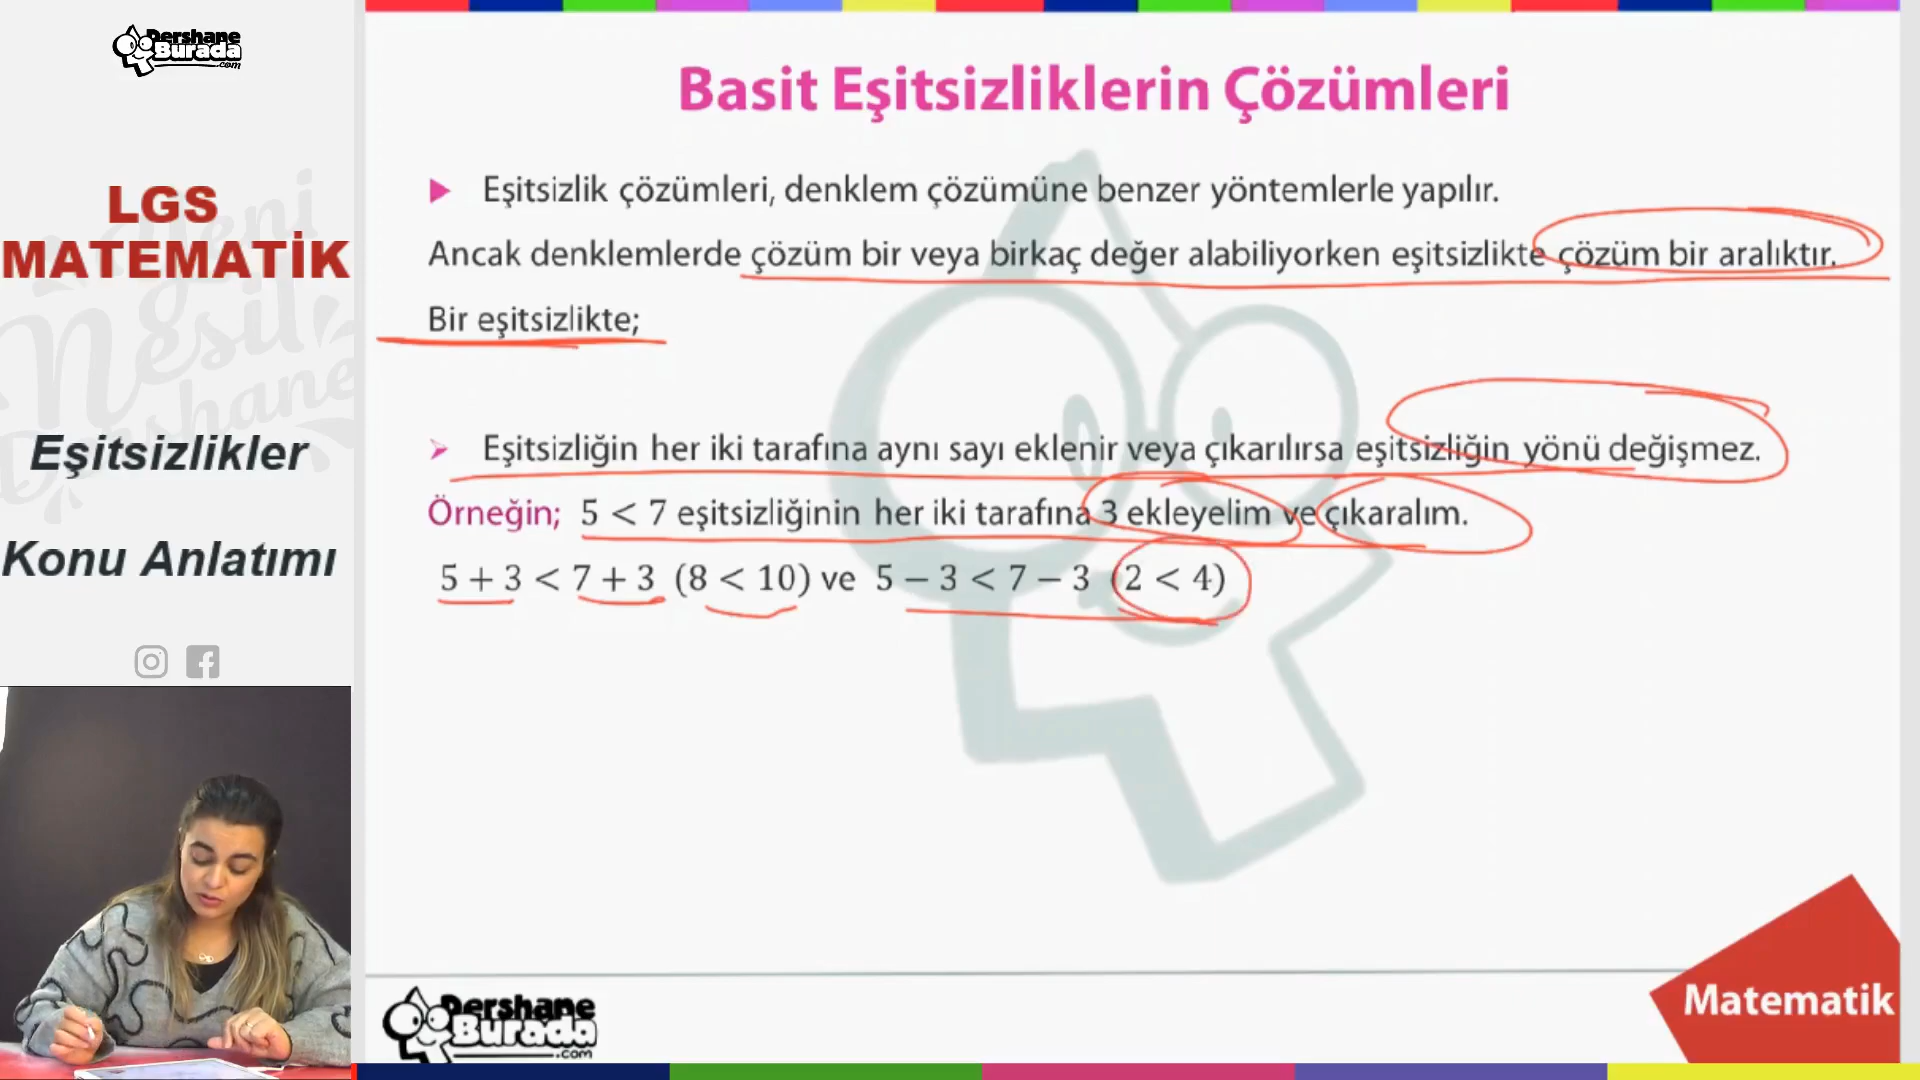 Dershane
Burada
.com
LGS
MATEMATİK
Yeni
Nesil
Dershane
Eşitsizlikler
Konu Anlatımı
Basit Eşitsizliklerin Çözümleri
Eşitsizlik çözümleri, denklem çözümüne benzer yöntemlerle yapılır.
Ancak denklemlerde çözüm bir veya birkaç değer alabiliyorken eşitsizlikte çözüm bir aralıktır.
Bir eşitsizlikte;
Eşitsizliğin her iki tarafına aynı sayı eklenir veya çıkarılırsa eşitsizliğin yönü değişmez.
Örneğin; 5 < 7 eşitsizliğinin her iki tarafına 3 ekleyelim ve çıkaralım.
5 + 3 < 7 + 3 (8 < 10) ve 5 − 3 < 7 − 3 (2 < 4)
Dershane
Burada
.com
Matematik